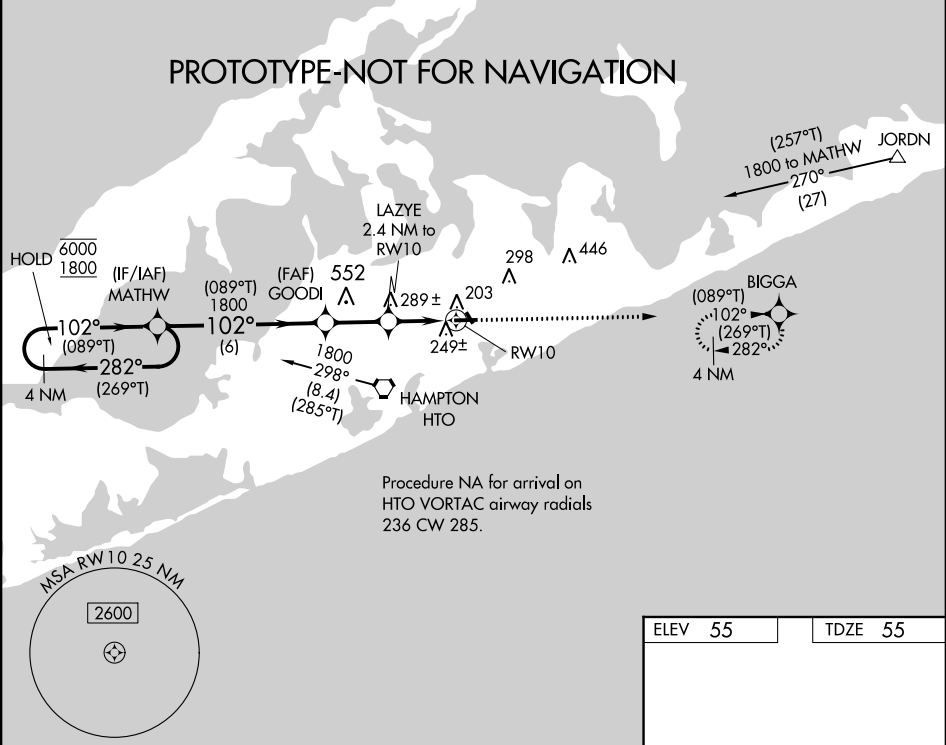 PROTOTYPE-NOT FOR NAVIGATION
(257°T)
1800 to MATHW
270°
(27)
JORDN
LAZYE
2.4 NM to
RW10
HOLD
6000
1800
(IF/IAF)
MATHW
(089°T)
1800
102°
(6)
(FAF)
GOODI
552
289±
203
298
446
249±
RW10
102°
(089°T)
282°
(269°T)
4 NM
1800
298°
(8.4)
(285°T)
HAMPTON
HTO
BIGGA
(089°T)
102°
(269°T)
282°
4 NM
Procedure NA for arrival on
HTO VORTAC airway radials
236 CW 285.
MSA RW10 25 NM
2600
ELEV 55
TDZE 55